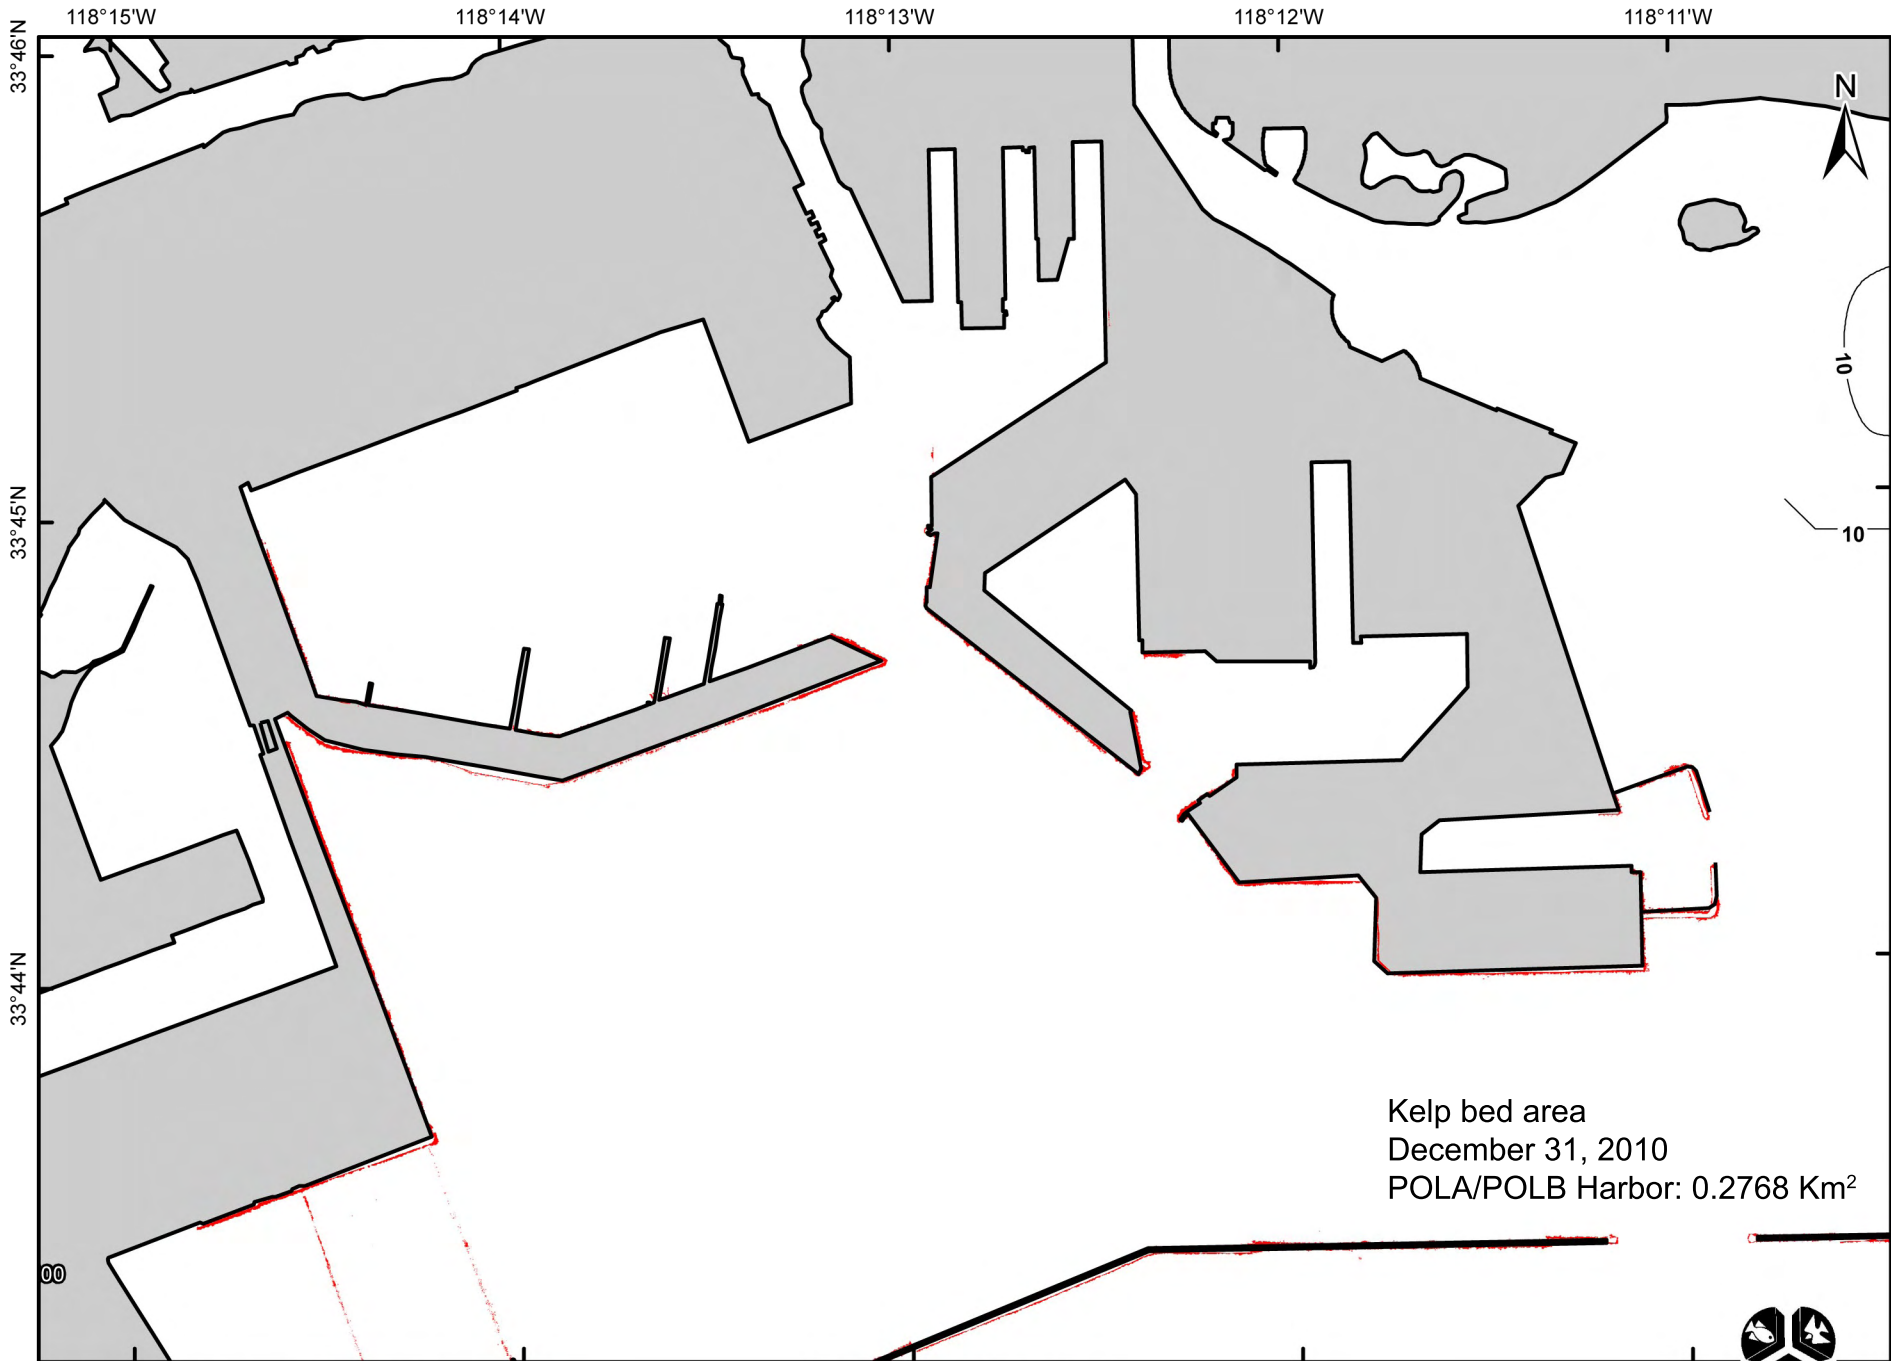 118°15'W 118°14'W 118°13'W 118°12'W 118°11'W
33°46'N
N
10
33°45'N
10
33°44'N
Kelp bed area
December 31, 2010
POLA/POLB Harbor: 0.2768 Km²
00